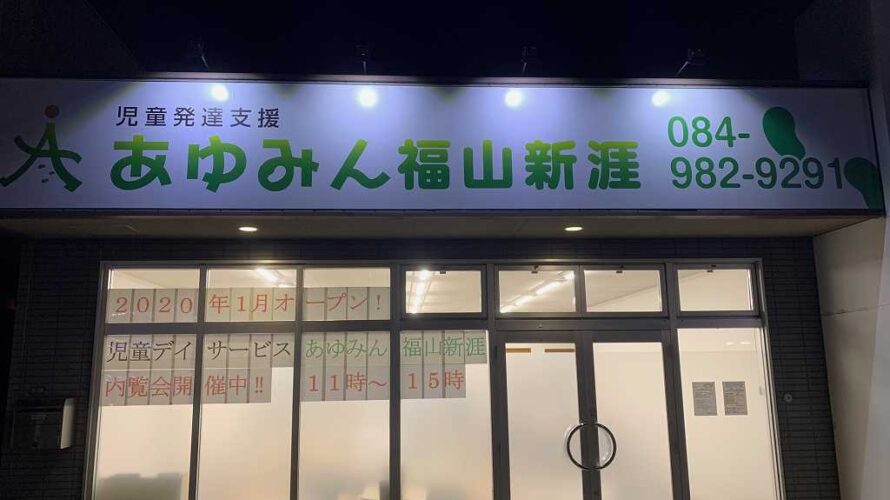 児童発達支援
あゆみん福山新涯
084-
982-9291
2020年1月オープン!
児童デイサービス あゆみん 福山新涯
内覧会開催中!! 11時〜15時